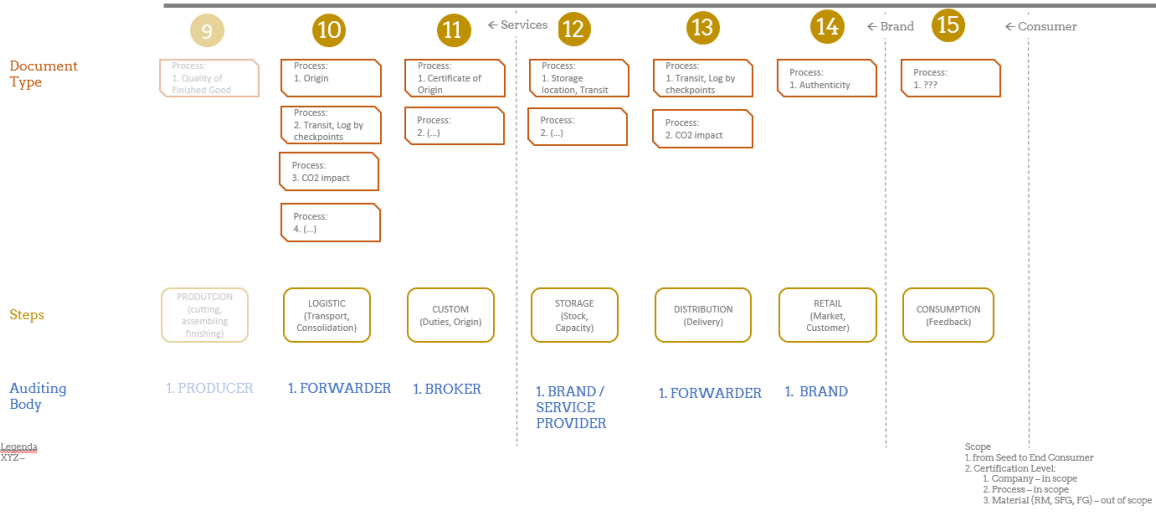 9
10
11
← Services
12
13
14
← Brand
15
← Consumer
Document
Type
Process:
1. Quality of
Finished Good
Process:
1. Origin
Process:
2. Transit, Log by
checkpoints
Process:
3. CO2 impact
Process:
4. (...)
Process:
1. Certificate of
Origin
Process:
2. (...)
Process:
1. Storage
location, Transit
Process:
2. (...)
Process:
1. Transit, Log by
checkpoints
Process:
2. CO2 impact
Process:
1. Authenticity
Process:
1. ???
Steps
PRODUTCION
(cutting,
assembling
finishing)
LOGISTIC
(Transport,
Consolidation)
CUSTOM
(Duties, Origin)
STORAGE
(Stock,
Capacity)
DISTRIBUTION
(Delivery)
RETAIL
(Market,
Customer)
CONSUMPTION
(Feedback)
Auditing
Body
1. PRODUCER
1. FORWARDER
1. BROKER
1. BRAND /
SERVICE
PROVIDER
1. FORWARDER
1. BRAND
Legenda
XYZ –
Scope
1. from Seed to End Consumer
2. Certification Level:
1. Company – in scope
2. Process – in scope
3. Material (RM, SFG, FG) – out of scope